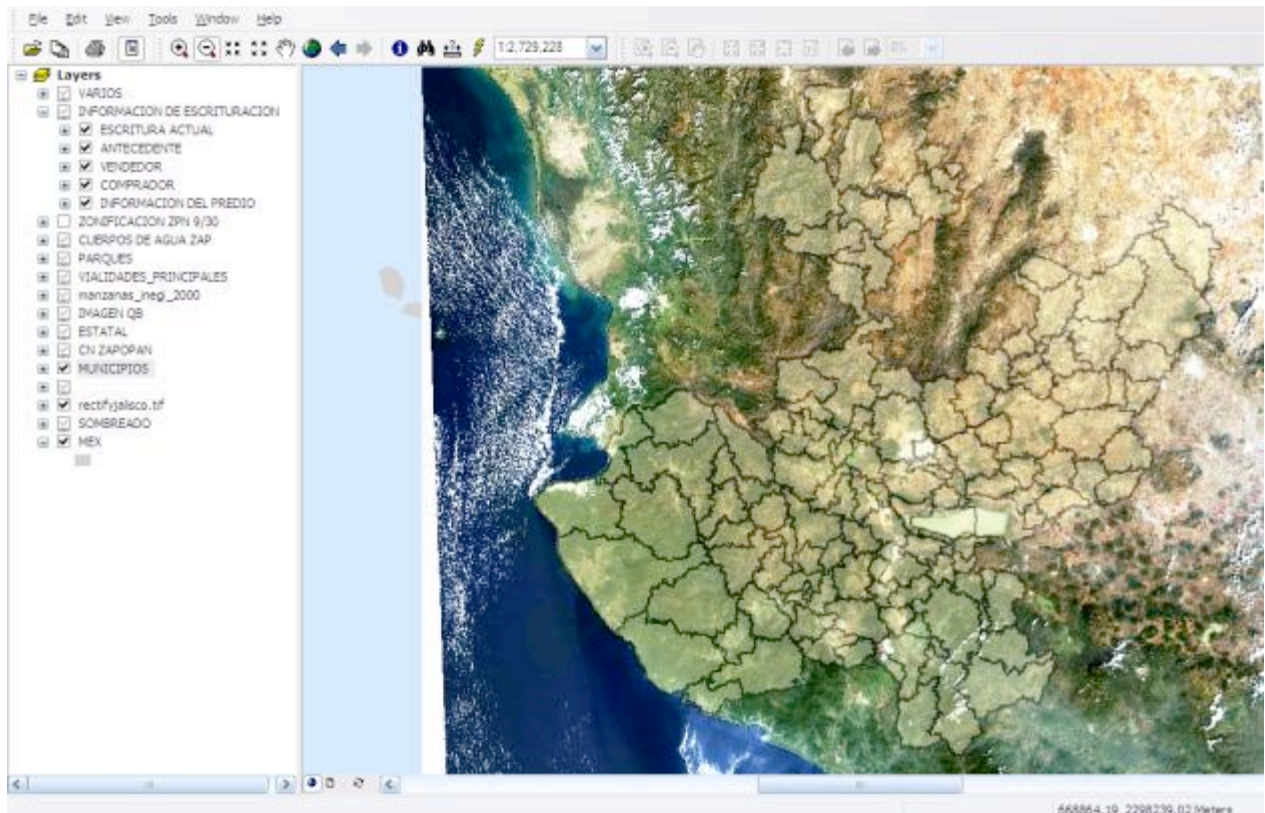 File Edit View Tools Window Help
1:2,729,228
0%
Layers
VARIOS
INFORMACION DE ESCRITURACION
ESCRITURA ACTUAL
ANTECEDENTE
VENDEDOR
COMPRADOR
INFORMACION DEL PREDIO
ZONIFICACION ZPN 9/30
CUERPOS DE AGUA ZAP
PARQUES
VIALIDADES_PRINCIPALES
manzanas_inegi_2000
IMAGEN QB
ESTATAL
CN ZAPOPAN
MUNICIPIOS
rectifyjalisco.tif
SOMBREADO
MEX
668864.19 2298239.02 Meters